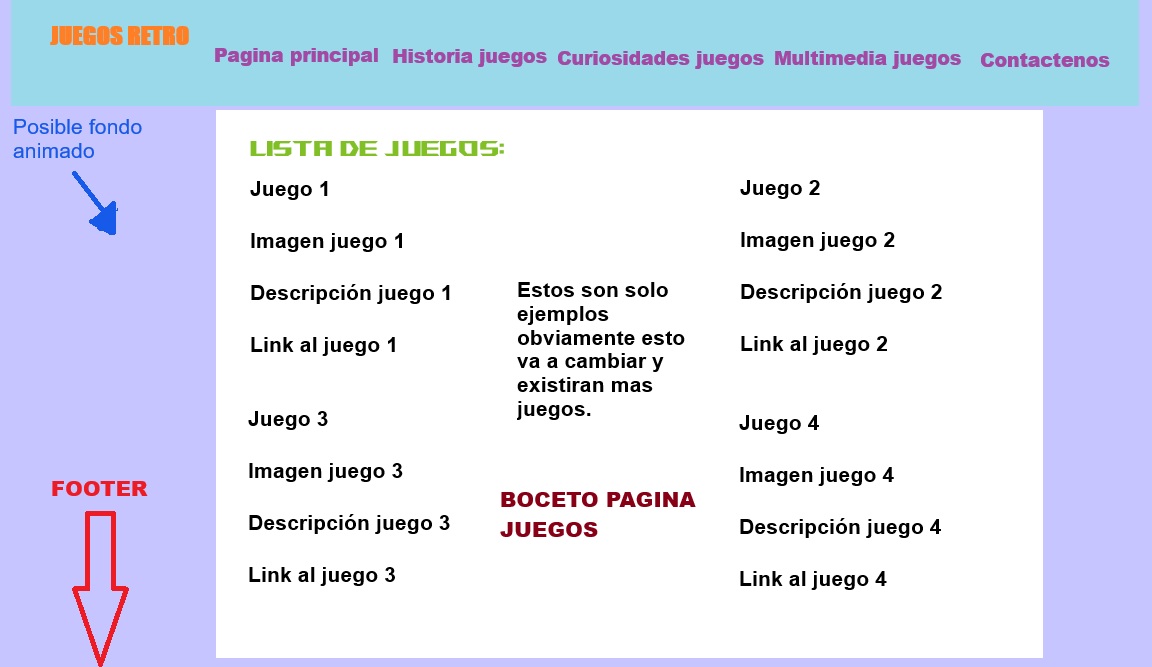 JUEGOS RETRO
Pagina principal
Historia juegos
Curiosidades juegos
Multimedia juegos
Contactenos
Posible fondo
animado
LISTA DE JUEGOS:
Juego 1
Imagen juego 1
Descripción juego 1
Link al juego 1
Juego 2
Imagen juego 2
Descripción juego 2
Link al juego 2
Estos son solo
ejemplos
obviamente esto
va a cambiar y
existiran mas
juegos.
Juego 3
Imagen juego 3
Descripción juego 3
Link al juego 3
Juego 4
Imagen juego 4
Descripción juego 4
Link al juego 4
BOCETO PAGINA
JUEGOS
FOOTER